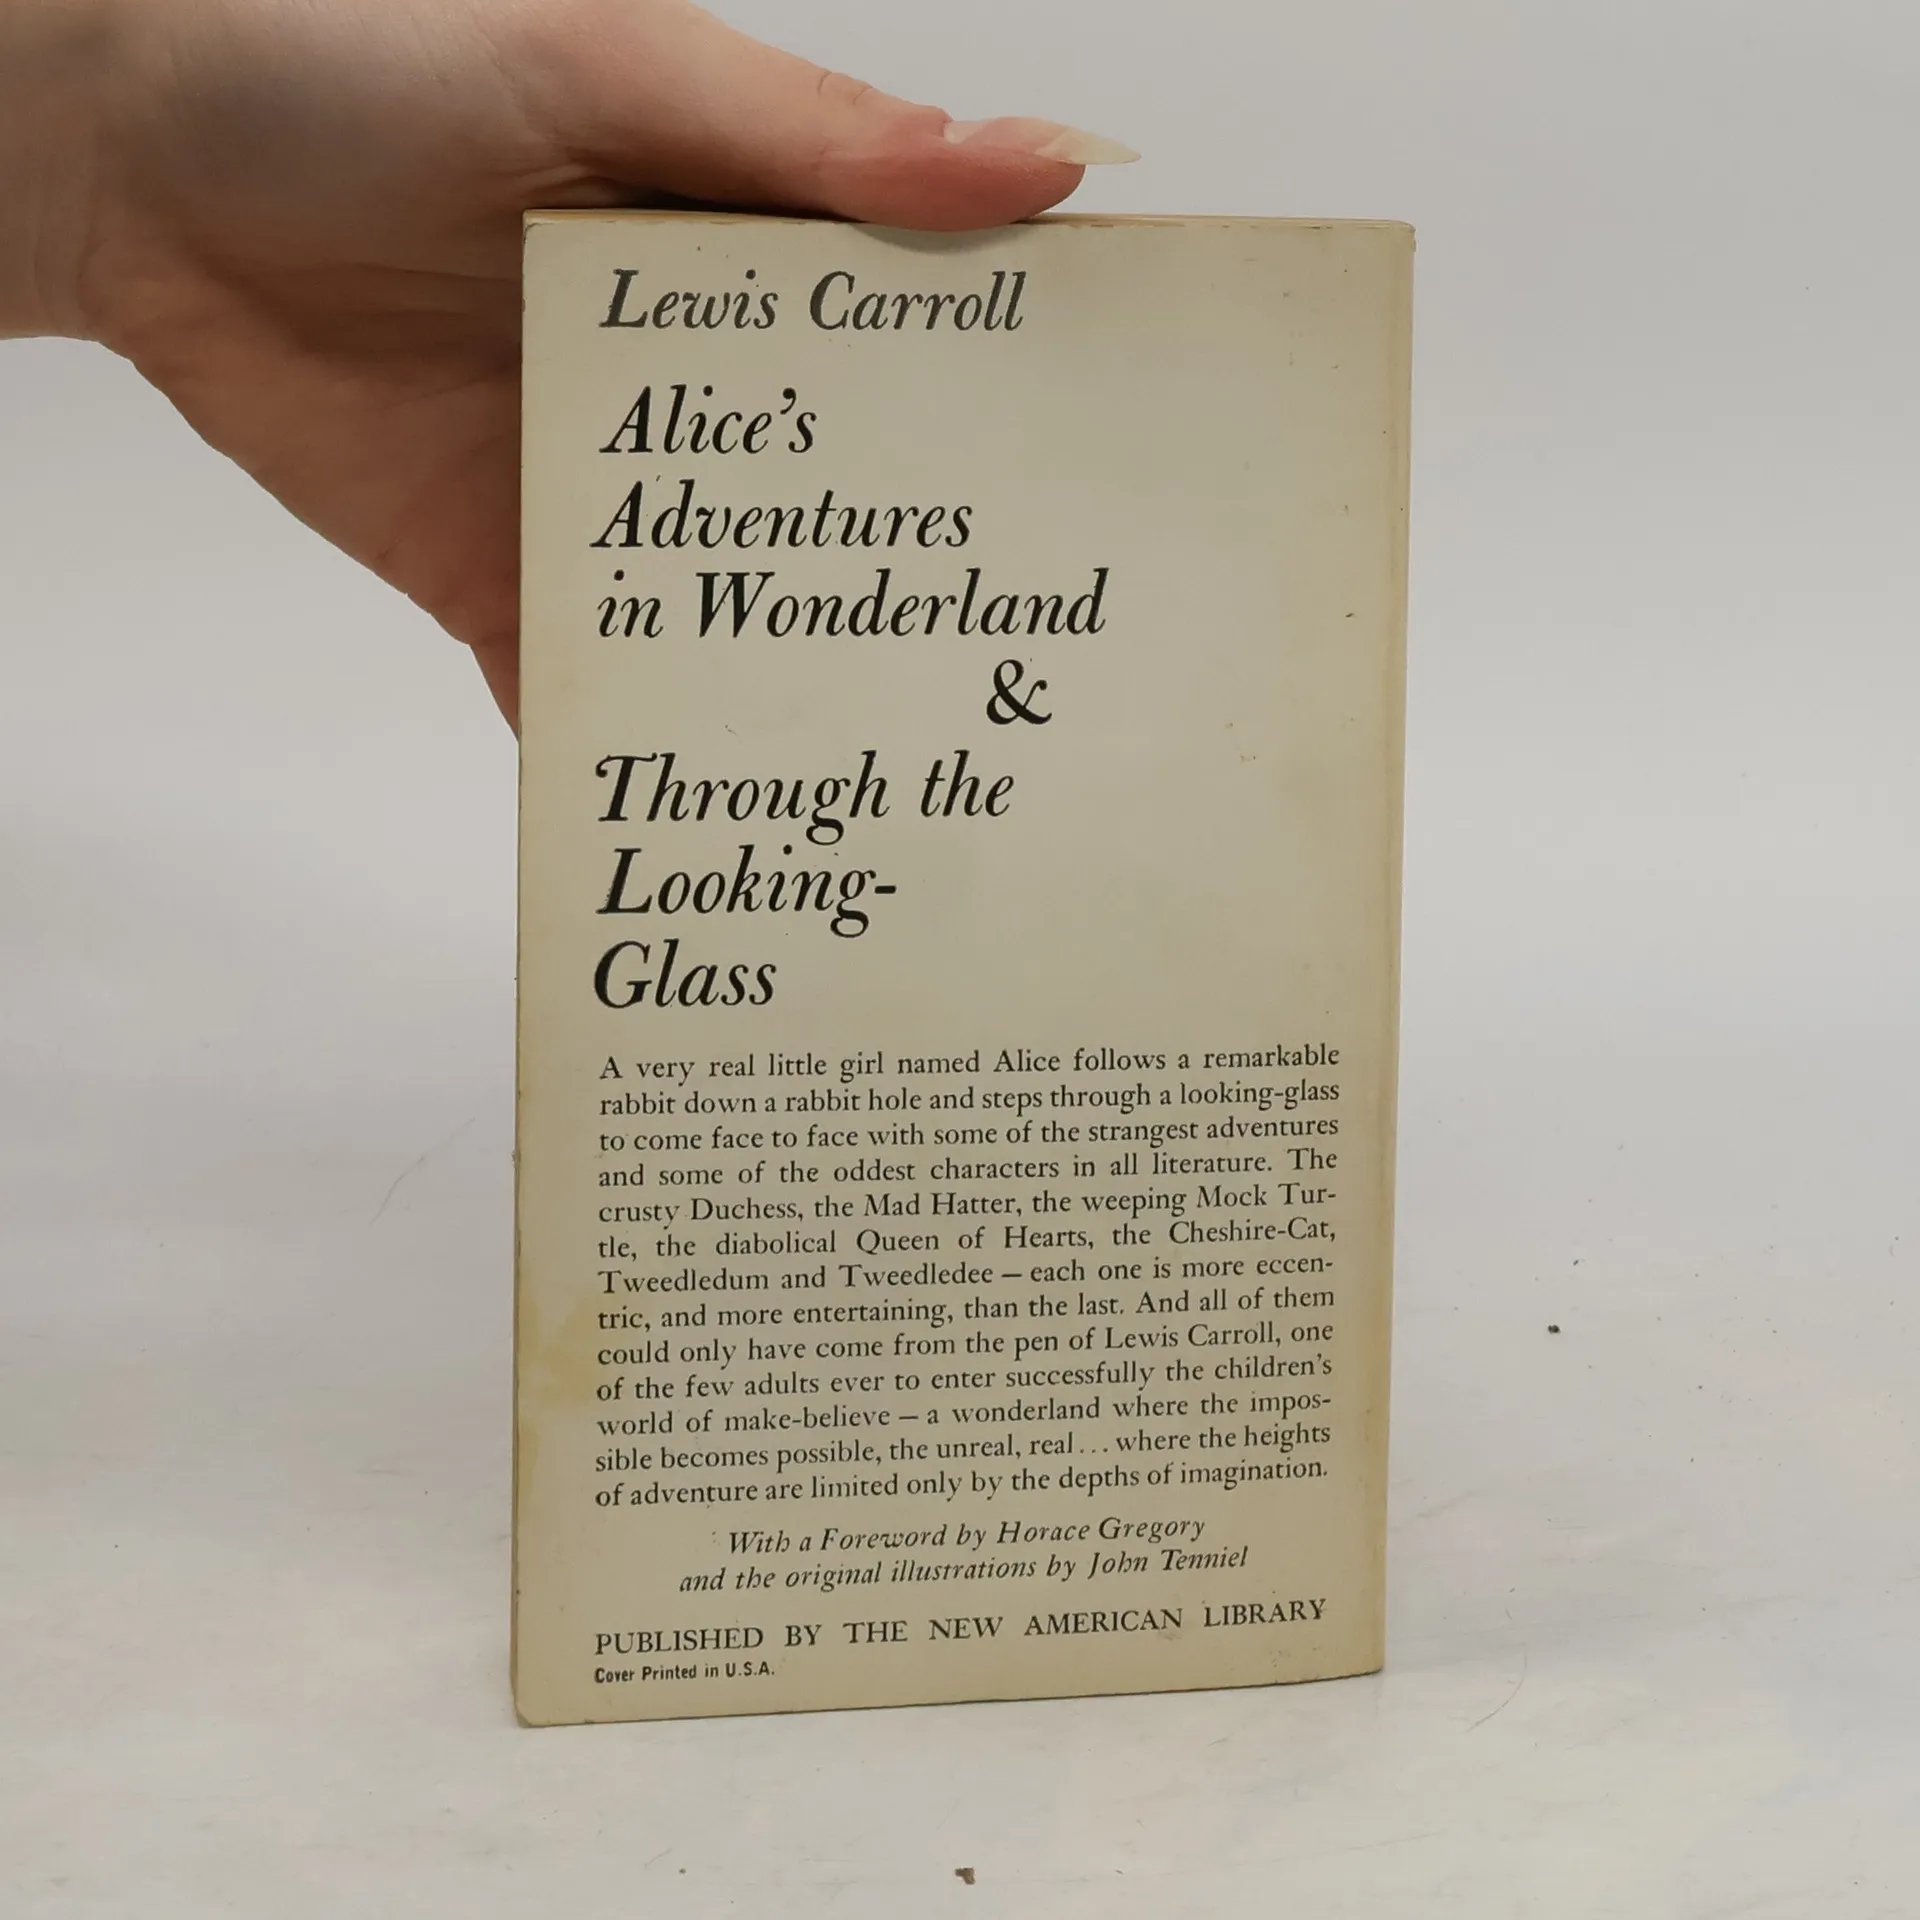 Lewis Carroll
Alice's
Adventures
in Wonderland
&
Through the
Looking-
Glass
A very real little girl named Alice follows a remarkable
rabbit down a rabbit hole and steps through a looking-glass
to come face to face with some of the strangest adventures
and some of the oddest characters in all literature. The
crusty Duchess, the Mad Hatter, the weeping Mock Tur-
tle, the diabolical Queen of Hearts, the Cheshire-Cat,
Tweedledum and Tweedledee — each one is more eccen-
tric, and more entertaining, than the last. And all of them
could only have come from the pen of Lewis Carroll, one
of the few adults ever to enter successfully the children's
world of make-believe — a wonderland where the impos-
sible becomes possible, the unreal, real... where the heights
of adventure are limited only by the depths of imagination.
With a Foreword by Horace Gregory
and the original illustrations by John Tenniel
PUBLISHED BY THE NEW AMERICAN LIBRARY
Cover Printed in U.S.A.